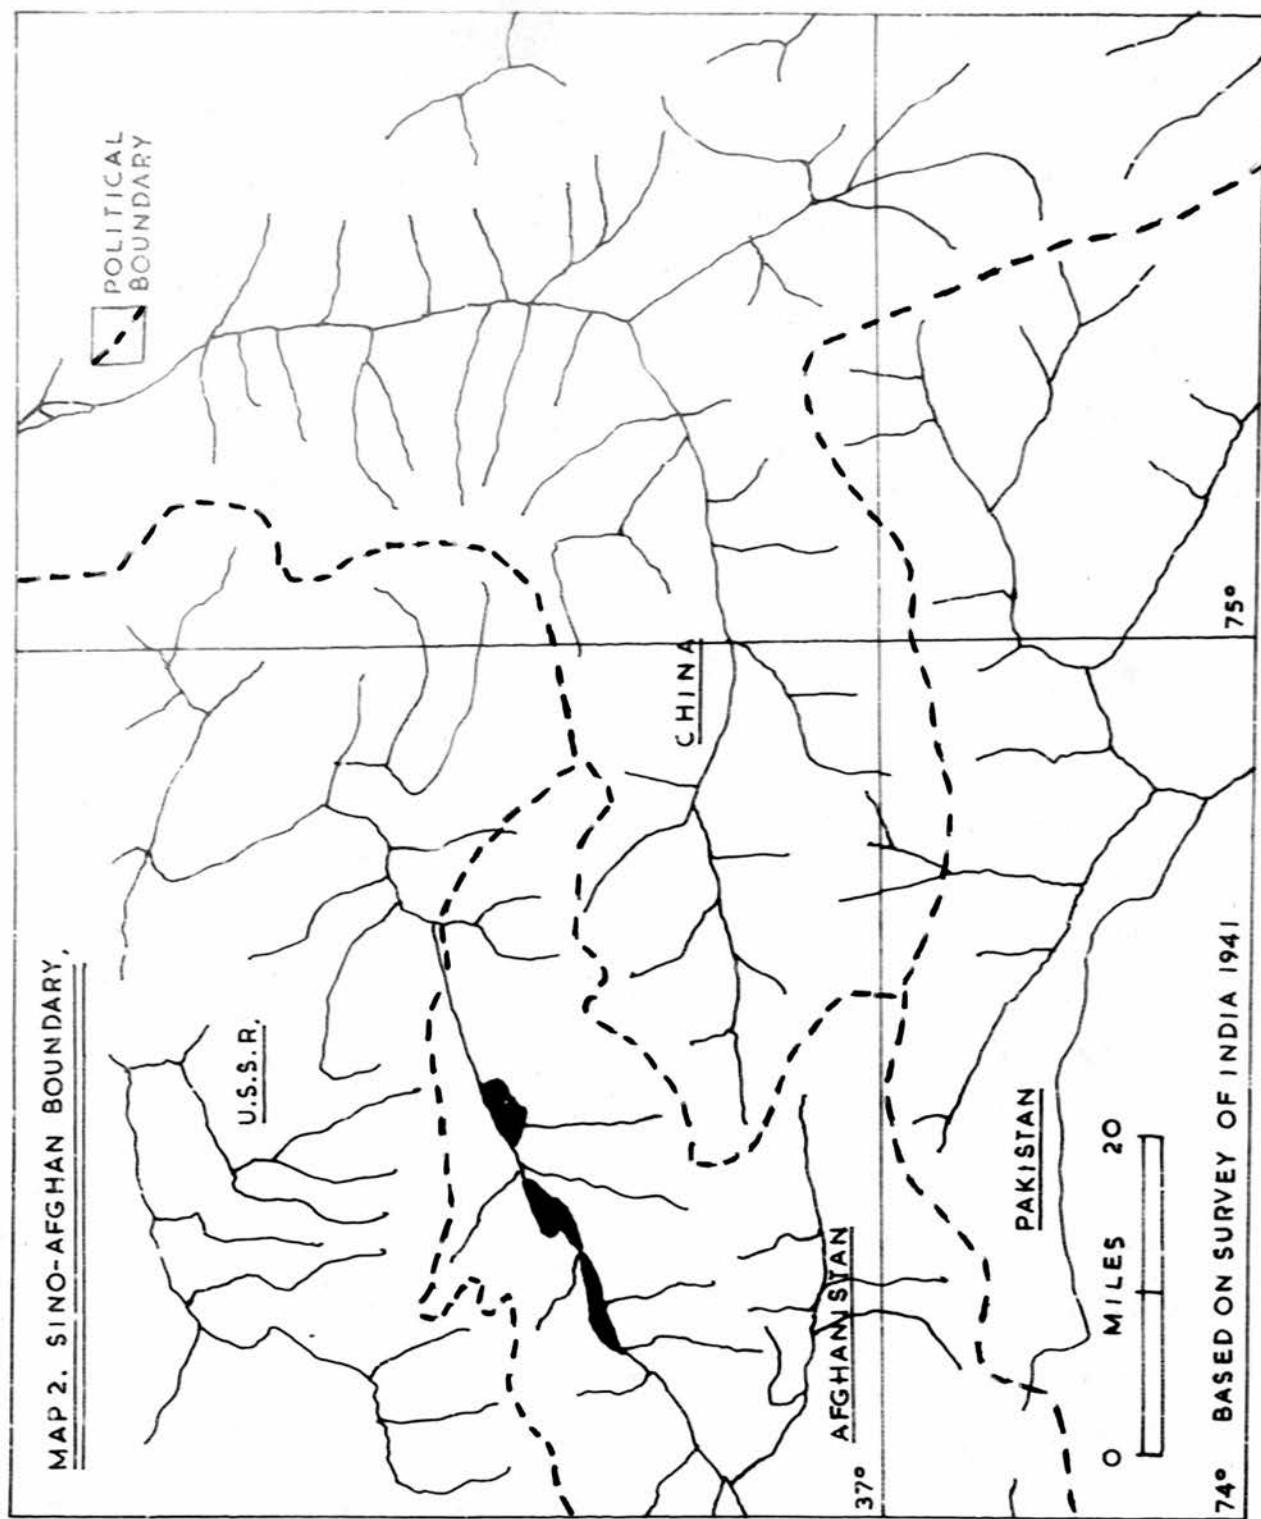 MAP 2. SINO-AFGHAN BOUNDARY,
POLITICAL
BOUNDARY
U.S.S.R.
CHINA
AFGHANISTAN
37°
PAKISTAN
0 MILES 20
74° BASED ON SURVEY OF INDIA 1941
75°